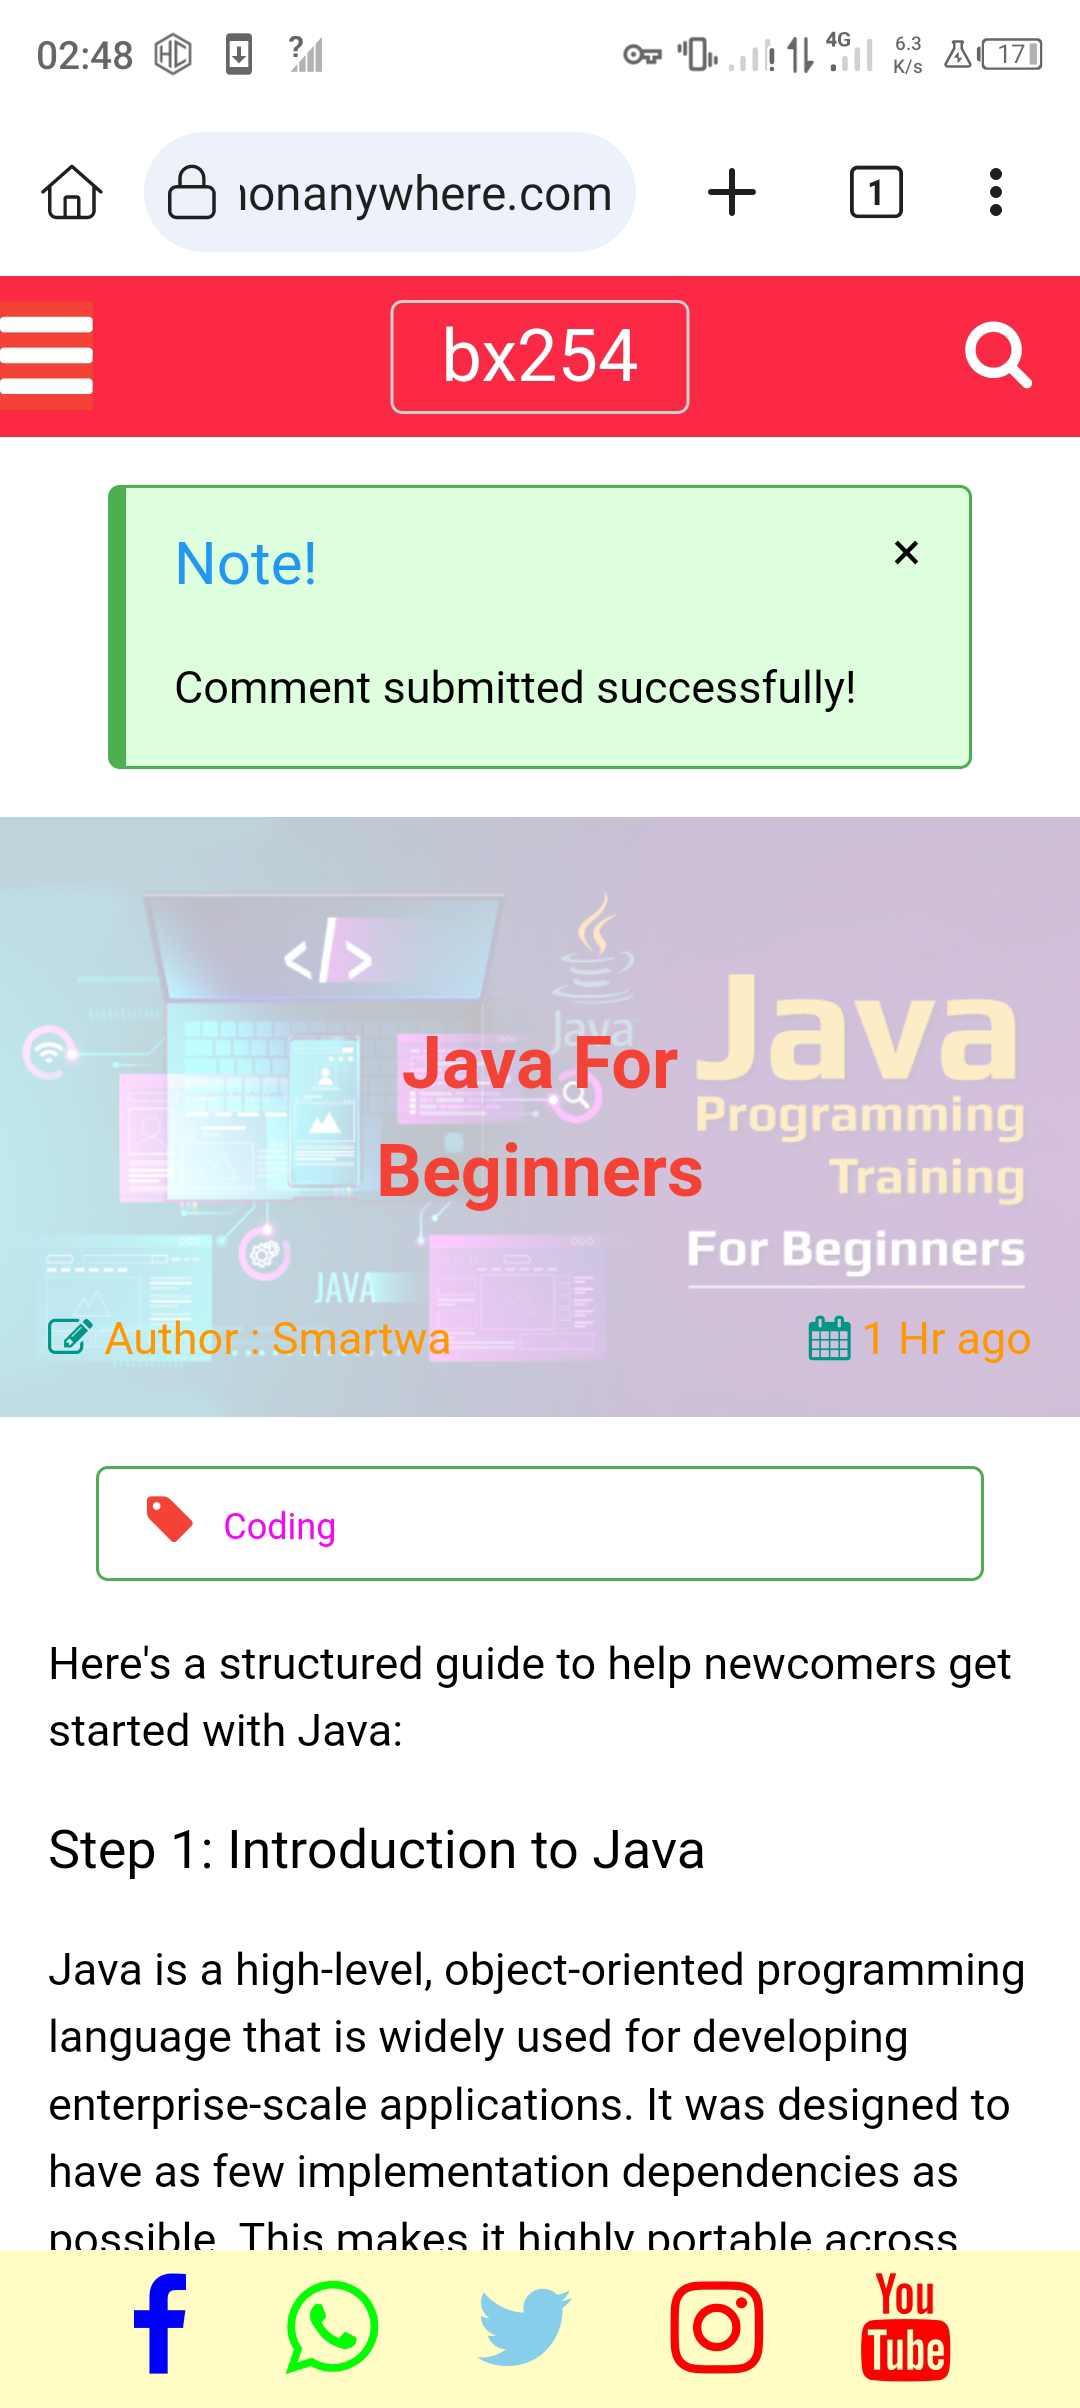 02:48
HC
?
4G
6.3
K/s
17
nonanywhere.com
1
bx254
Note!
×
Comment submitted successfully!
</>
Java
Java
Programming
Training
For Beginners
Java For
Beginners
JAVA
Author : Smartwa
1 Hr ago
Coding
Here's a structured guide to help newcomers get
started with Java:
Step 1: Introduction to Java
Java is a high-level, object-oriented programming
language that is widely used for developing
enterprise-scale applications. It was designed to
have as few implementation dependencies as
possible. This makes it highly portable across
You
Tube